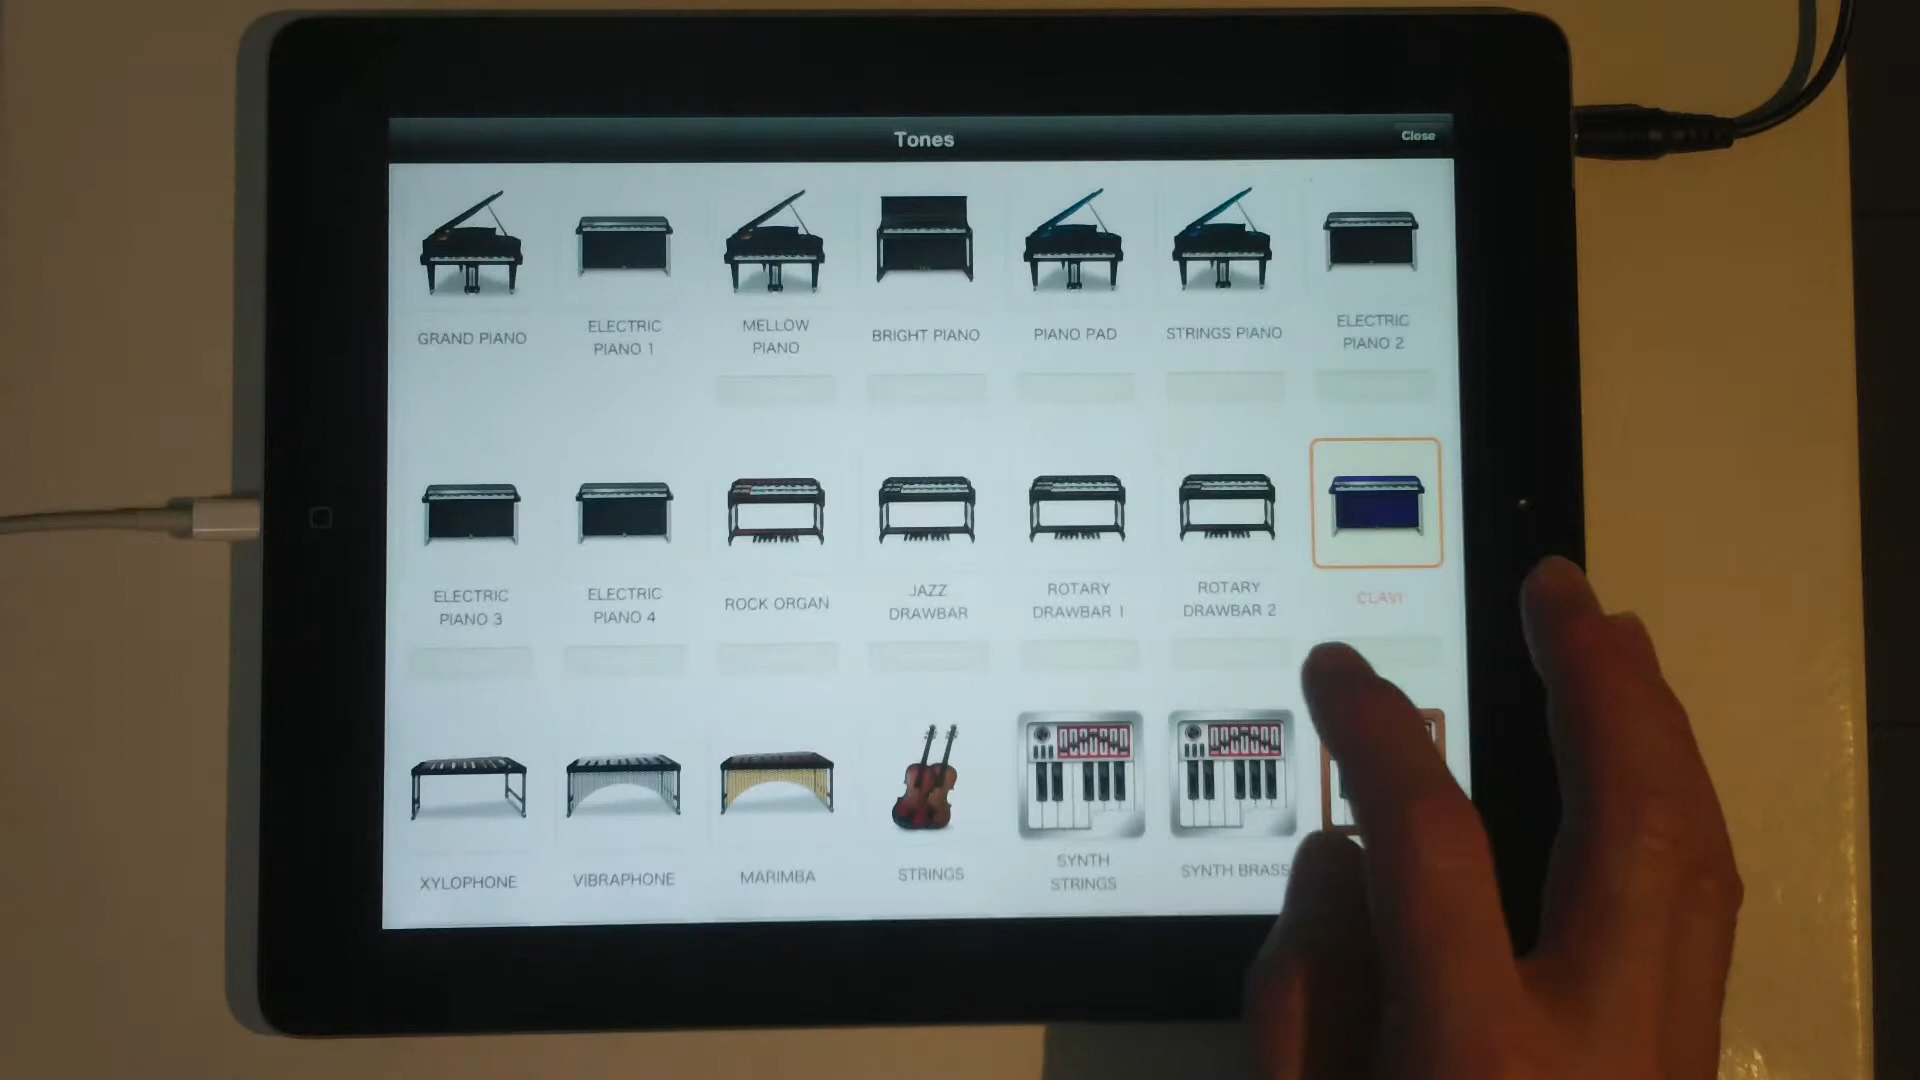 Tones
Close
GRAND PIANO
ELECTRIC
PIANO 1
MELLOW
PIANO
BRIGHT PIANO
PIANO PAD
STRINGS PIANO
ELECTRIC
PIANO 2
ELECTRIC
PIANO 3
ELECTRIC
PIANO 4
ROCK ORGAN
JAZZ
DRAWBAR
ROTARY
DRAWBAR 1
ROTARY
DRAWBAR 2
CLAVI
XYLOPHONE
VIBRAPHONE
MARIMBA
STRINGS
SYNTH
STRINGS
SYNTH BRASS